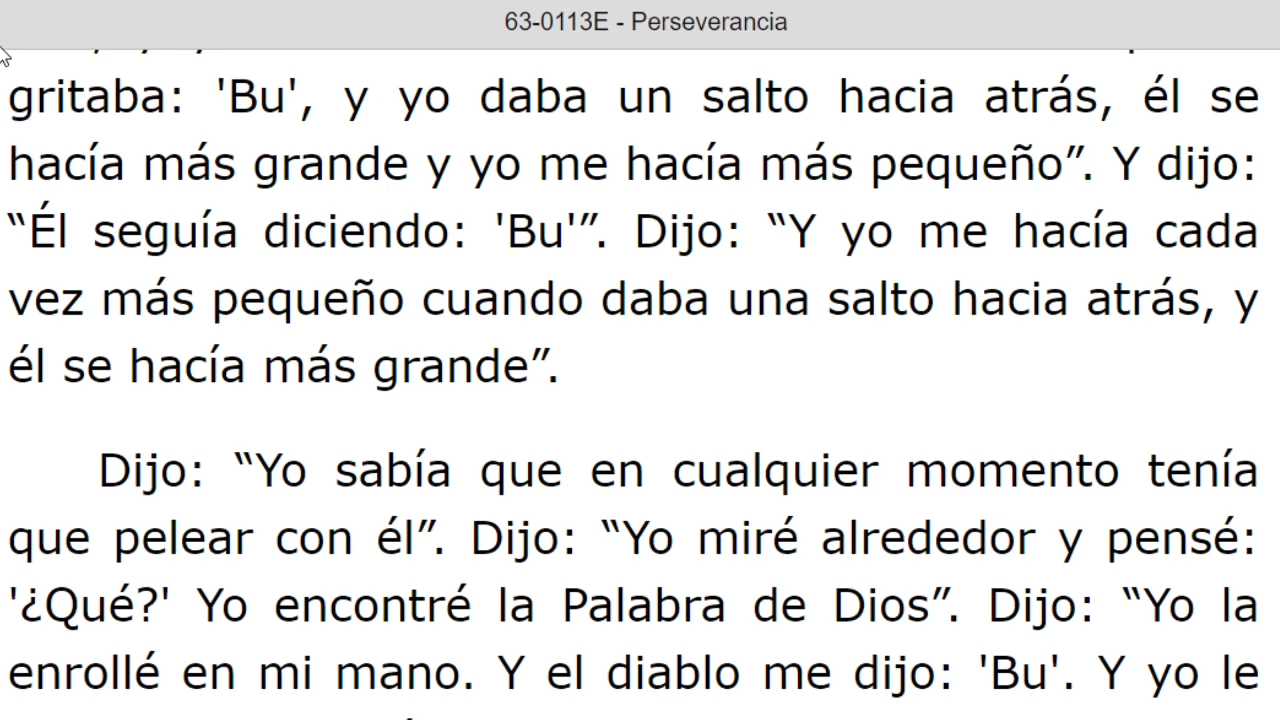 63-0113E - Perseverancia
gritaba: 'Bu', y yo daba un salto hacia atrás, él se
hacía más grande y yo me hacía más pequeño”. Y dijo:
“Él seguía diciendo: 'Bu'”. Dijo: “Y yo me hacía cada
vez más pequeño cuando daba una salto hacia atrás, y
él se hacía más grande”.
Dijo: “Yo sabía que en cualquier momento tenía
que pelear con él”. Dijo: “Yo miré alrededor y pensé:
'¿Qué?' Yo encontré la Palabra de Dios”. Dijo: “Yo la
enrollé en mi mano. Y el diablo me dijo: 'Bu'. Y yo le